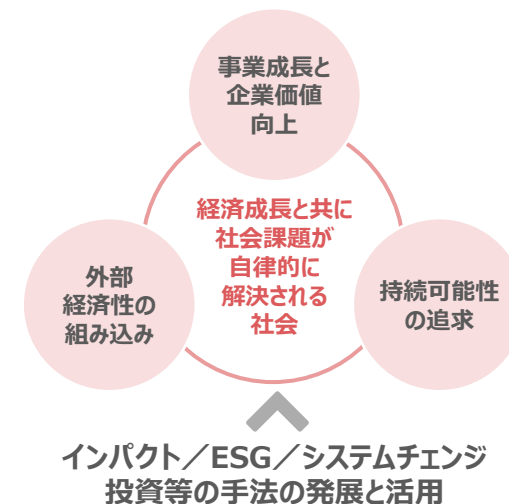 事業成長と
企業価値
向上
経済成長と共に
社会課題が
自律的に
解決される
社会
外部
経済性の
組み込み
持続可能性
の追求
インパクト／ESG／システムチェンジ
投資等の手法の発展と活用